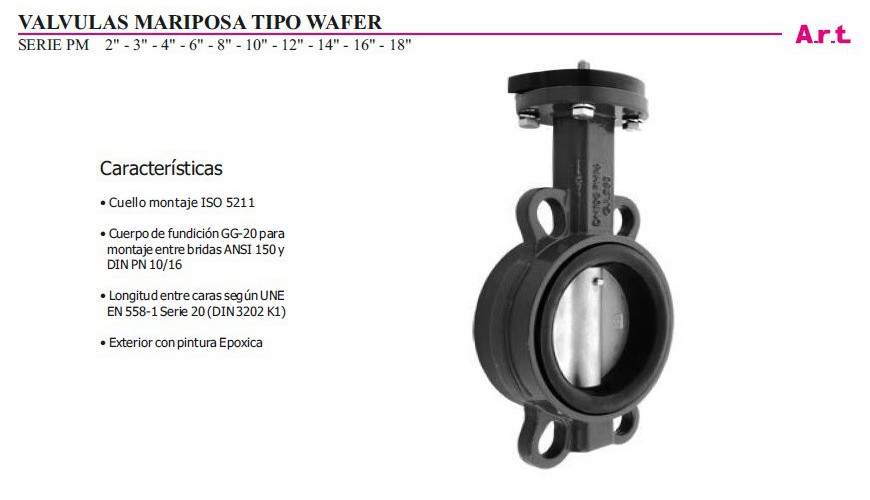 VALVULAS MARIPOSA TIPO WAFER
SERIE PM 2" - 3" - 4" - 6" - 8" - 10" - 12" - 14" - 16" - 18"
A.r.t.
Características
• Cuello montaje ISO 5211
• Cuerpo de fundición GG-20 para
montaje entre bridas ANSI 150 y
DIN PN 10/16
• Longitud entre caras según UNE
EN 558-1 Serie 20 (DIN 3202 K1)
• Exterior con pintura Epoxica